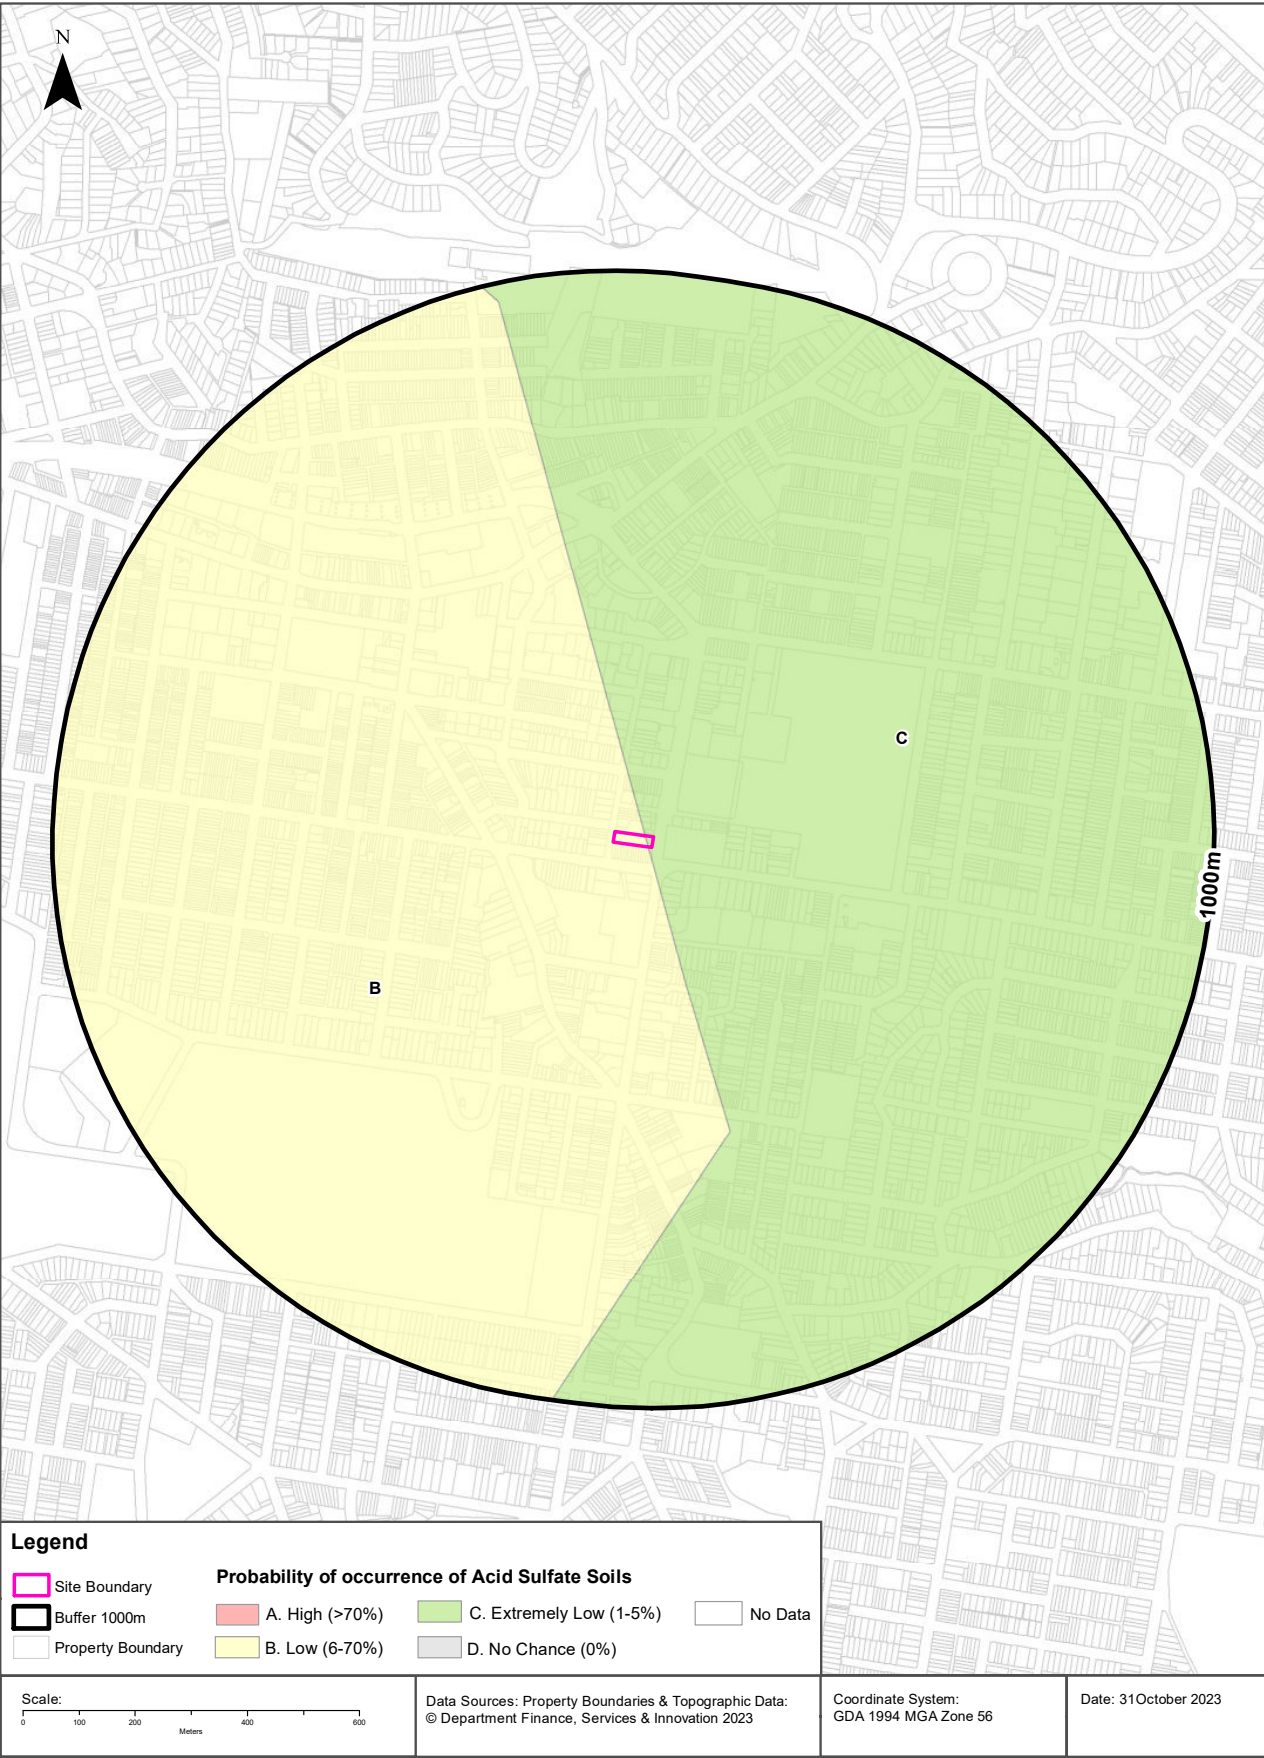 N
C
1000m
B
Legend
Site Boundary
Buffer 1000m
Property Boundary
Probability of occurrence of Acid Sulfate Soils
A. High (>70%)
C. Extremely Low (1-5%)
No Data
B. Low (6-70%)
D. No Chance (0%)
Scale:
0 100 200 400 600
Meters
Data Sources: Property Boundaries & Topographic Data:
© Department Finance, Services & Innovation 2023
Coordinate System:
GDA 1994 MGA Zone 56
Date: 31October 2023